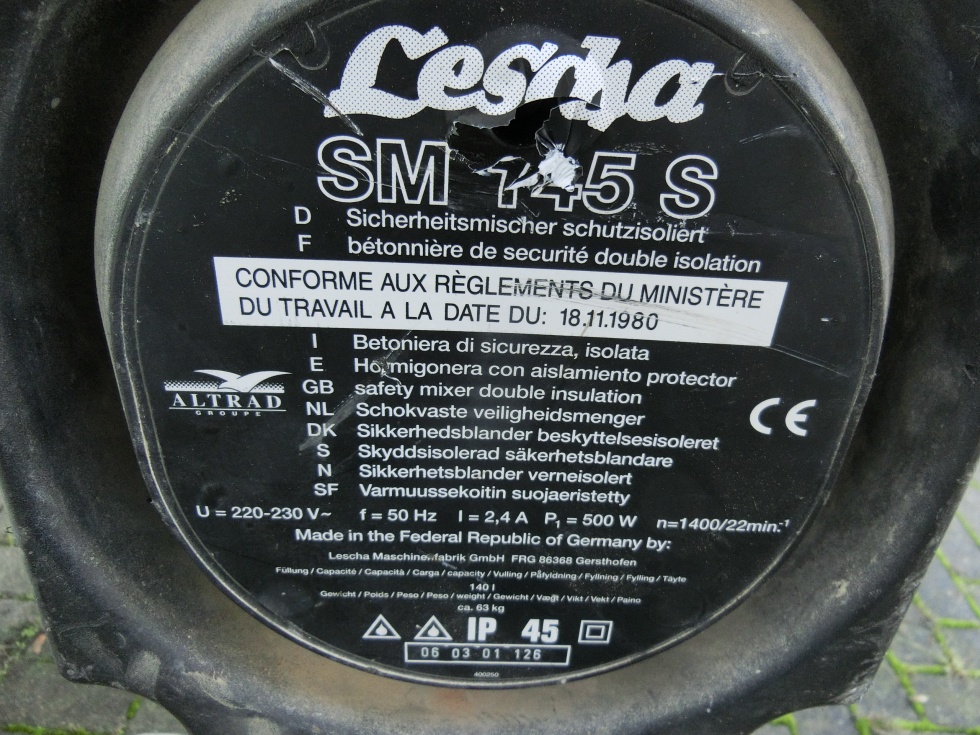 Lescha
SM 145 S
D Sicherheitsmischer schutzisoliert
F bétonnière de securité double isolation
CONFORME AUX RÈGLEMENTS DU MINISTÈRE
DU TRAVAIL A LA DATE DU: 18.11.1980
I Betoniera di sicurezza, isolata
E Hormigonera con aislamiento protector
GB safety mixer double insulation
NL Schokvaste veiligheidsmenger
DK Sikkerhedsblander beskyttelsesisoleret
S Skyddsisolerad säkerhetsblandare
N Sikkerhetsblander verneisolert
SF Varmuussekoitin suojaeristetty
ALTRAD
GROUPE
CE
U = 220-230 V~ f = 50 Hz I = 2,4 A P₁ = 500 W n=1400/22min.⁻¹
Made in the Federal Republic of Germany by:
Lescha Maschinenfabrik GmbH FRG 86368 Gersthofen
Füllung / Capacité / Capacità / Carga / capacity / Vulling / Påfyldning / Fyllning / Fylling / Täyte
140 l
Gewicht / Poids / Peso / Peso / weight / Gewicht / Vægt / Vikt / Vekt / Paino
ca. 63 kg
IP 45
06 03 01 126
400250